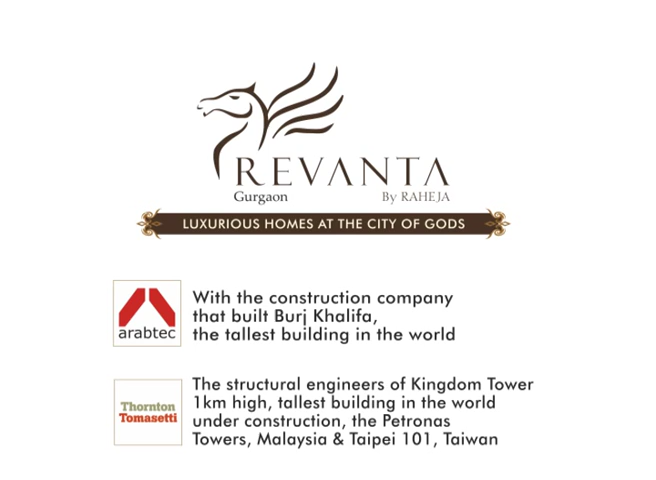 REVANTA
Gurgaon By RAHEJA
LUXURIOUS HOMES AT THE CITY OF GODS
arabtec
With the construction company
that built Burj Khalifa,
the tallest building in the world
Thornton
Tomasetti
The structural engineers of Kingdom Tower
1km high, tallest building in the world
under construction, the Petronas
Towers, Malaysia & Taipei 101, Taiwan